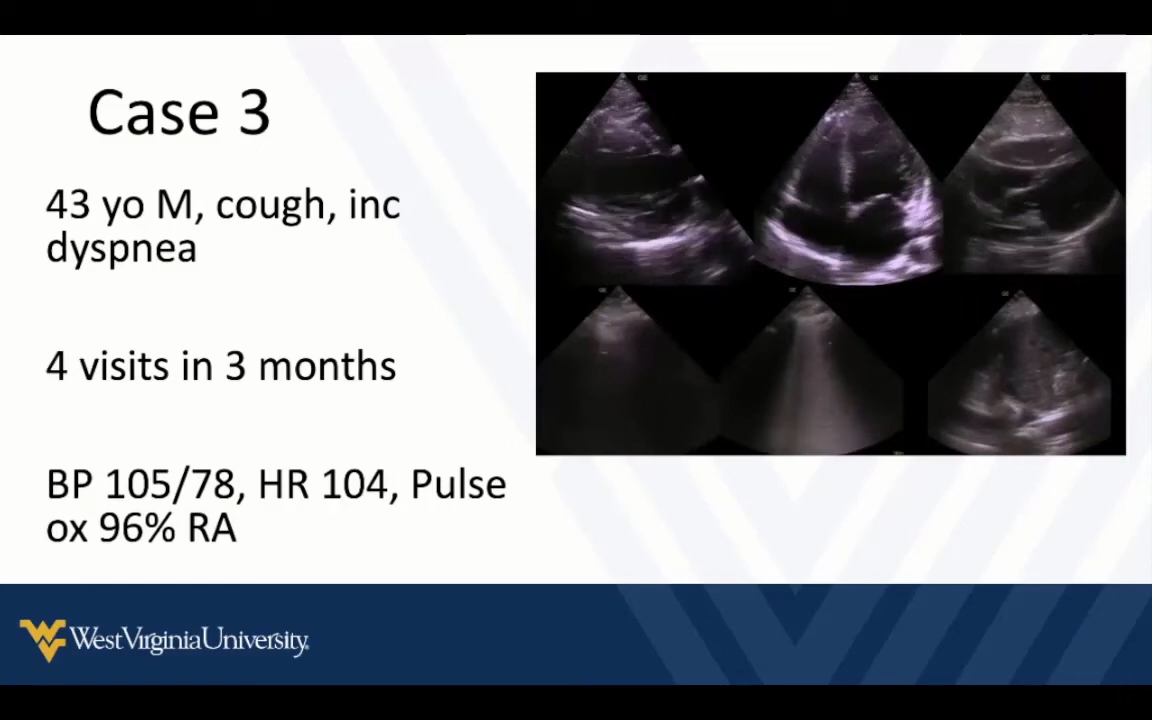 Case 3
43 yo M, cough, inc
dyspnea
4 visits in 3 months
BP 105/78, HR 104, Pulse
ox 96% RA
WestVirginiaUniversity.